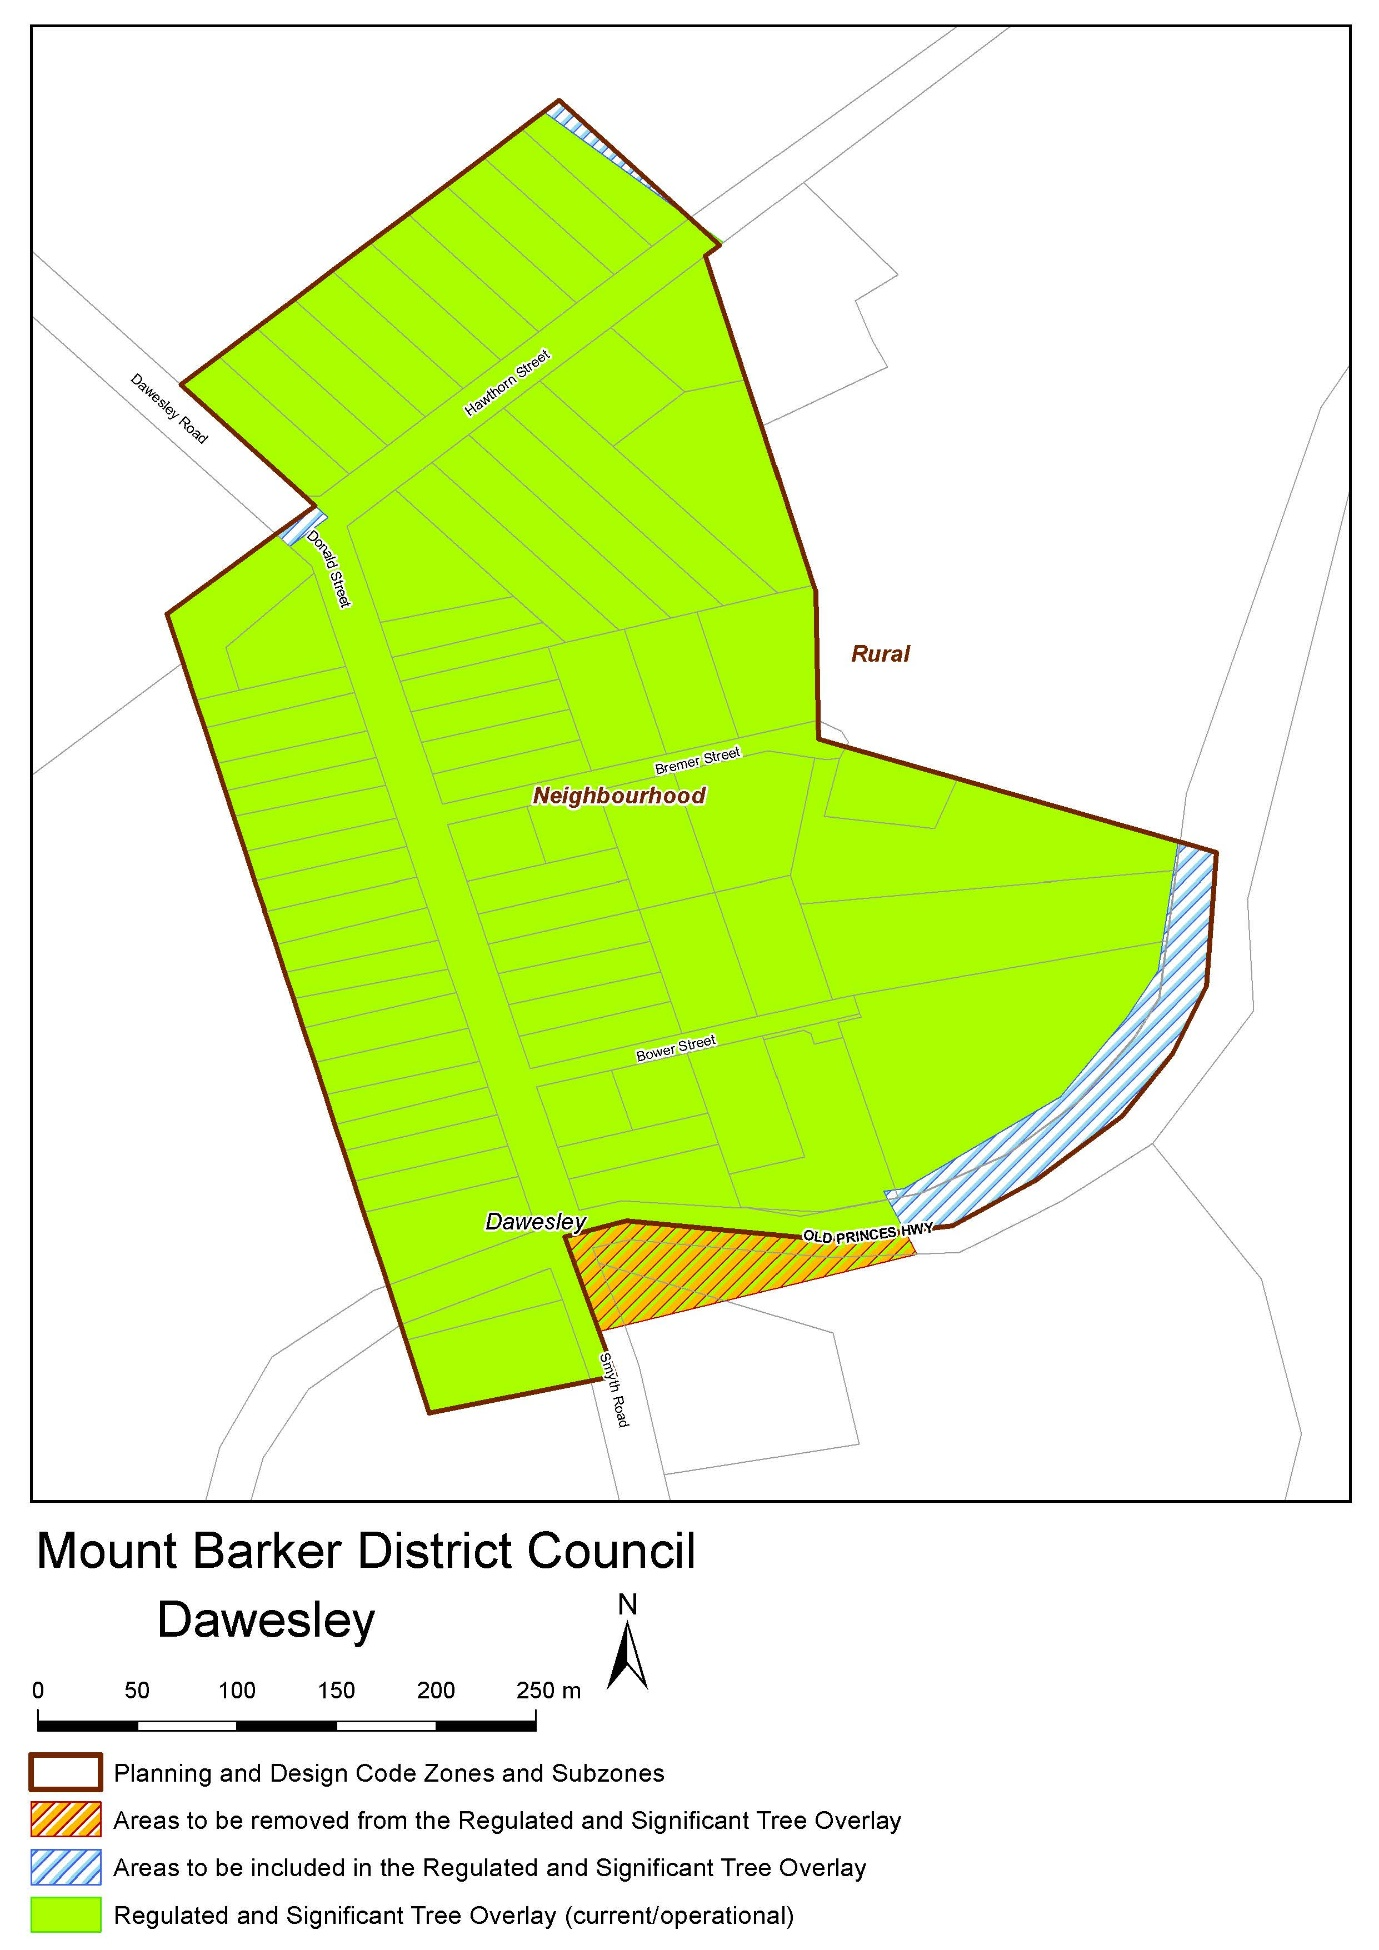 Dawesley Road
Hawthorn Street
Donald Street
Rural
Bremer Street
Neighbourhood
Bower Street
Dawesley
OLD PRINCES HWY
Smyth Road
Mount Barker District Council
Dawesley
N
0 50 100 150 200 250 m
Planning and Design Code Zones and Subzones
Areas to be removed from the Regulated and Significant Tree Overlay
Areas to be included in the Regulated and Significant Tree Overlay
Regulated and Significant Tree Overlay (current/operational)